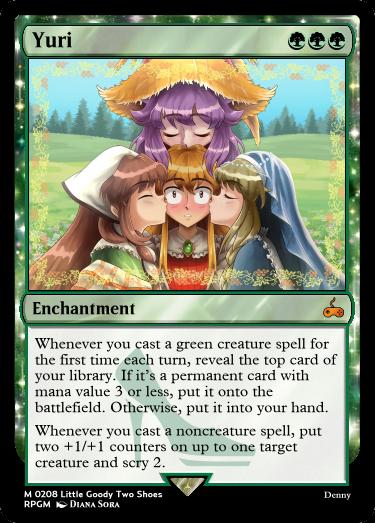 Yuri
Enchantment
Whenever you cast a green creature spell for
the first time each turn, reveal the top card of
your library. If it's a permanent card with
mana value 3 or less, put it onto the
battlefield. Otherwise, put it into your hand.
Whenever you cast a noncreature spell, put
two +1/+1 counters on up to one target
creature and scry 2.
M 0208 Little Goody Two Shoes
RPGM Diana Sora
Denny